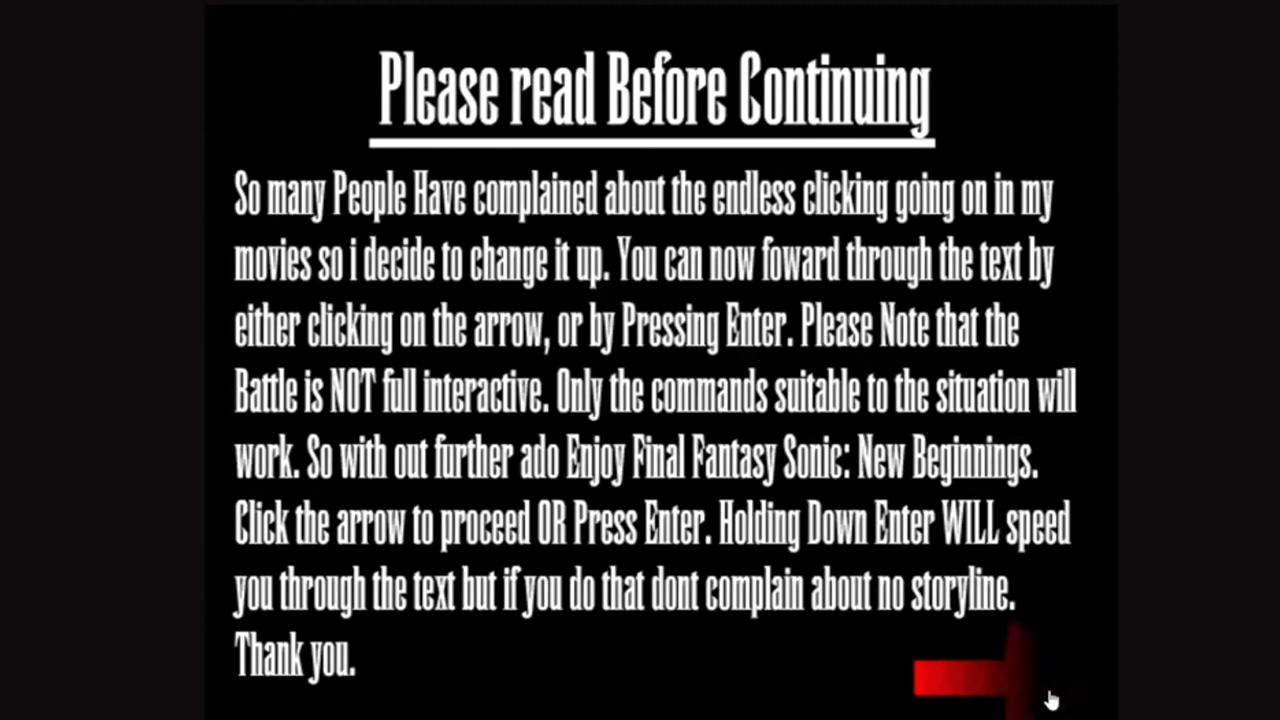 Please read Before Continuing
So many People Have complained about the endless clicking going on in my
movies so i decide to change it up. You can now foward through the text by
either clicking on the arrow, or by Pressing Enter. Please Note that the
Battle is NOT full interactive. Only the commands suitable to the situation will
work. So with out further ado Enjoy Final Fantasy Sonic: New Beginnings.
Click the arrow to proceed OR Press Enter. Holding Down Enter WILL speed
you through the text but if you do that dont complain about no storyline.
Thank you.